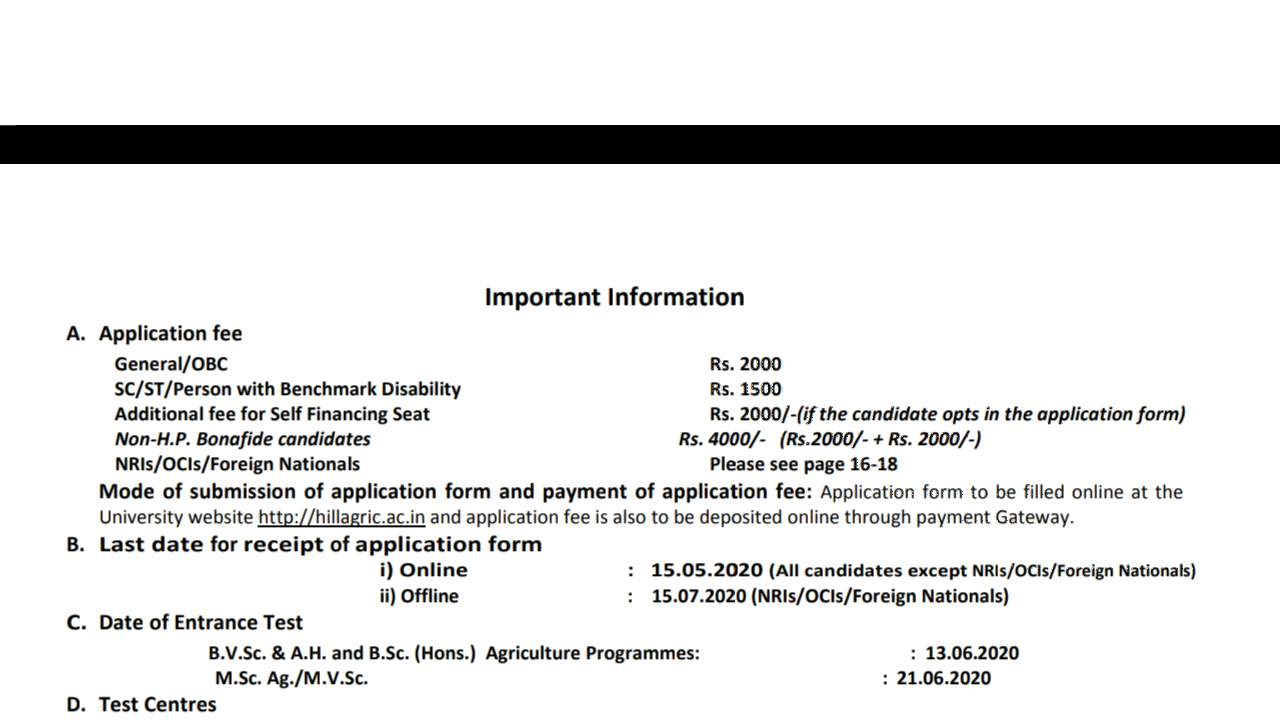 Important Information
A. Application fee
General/OBC Rs. 2000
SC/ST/Person with Benchmark Disability Rs. 1500
Additional fee for Self Financing Seat Rs. 2000/-(if the candidate opts in the application form)
Non-H.P. Bonafide candidates Rs. 4000/- (Rs.2000/- + Rs. 2000/-)
NRIs/OCIs/Foreign Nationals Please see page 16-18
Mode of submission of application form and payment of application fee: Application form to be filled online at the
University website http://hillagric.ac.in and application fee is also to be deposited online through payment Gateway.
B. Last date for receipt of application form
i) Online : 15.05.2020 (All candidates except NRIs/OCIs/Foreign Nationals)
ii) Offline : 15.07.2020 (NRIs/OCIs/Foreign Nationals)
C. Date of Entrance Test
B.V.Sc. & A.H. and B.Sc. (Hons.) Agriculture Programmes: : 13.06.2020
M.Sc. Ag./M.V.Sc. : 21.06.2020
D. Test Centres